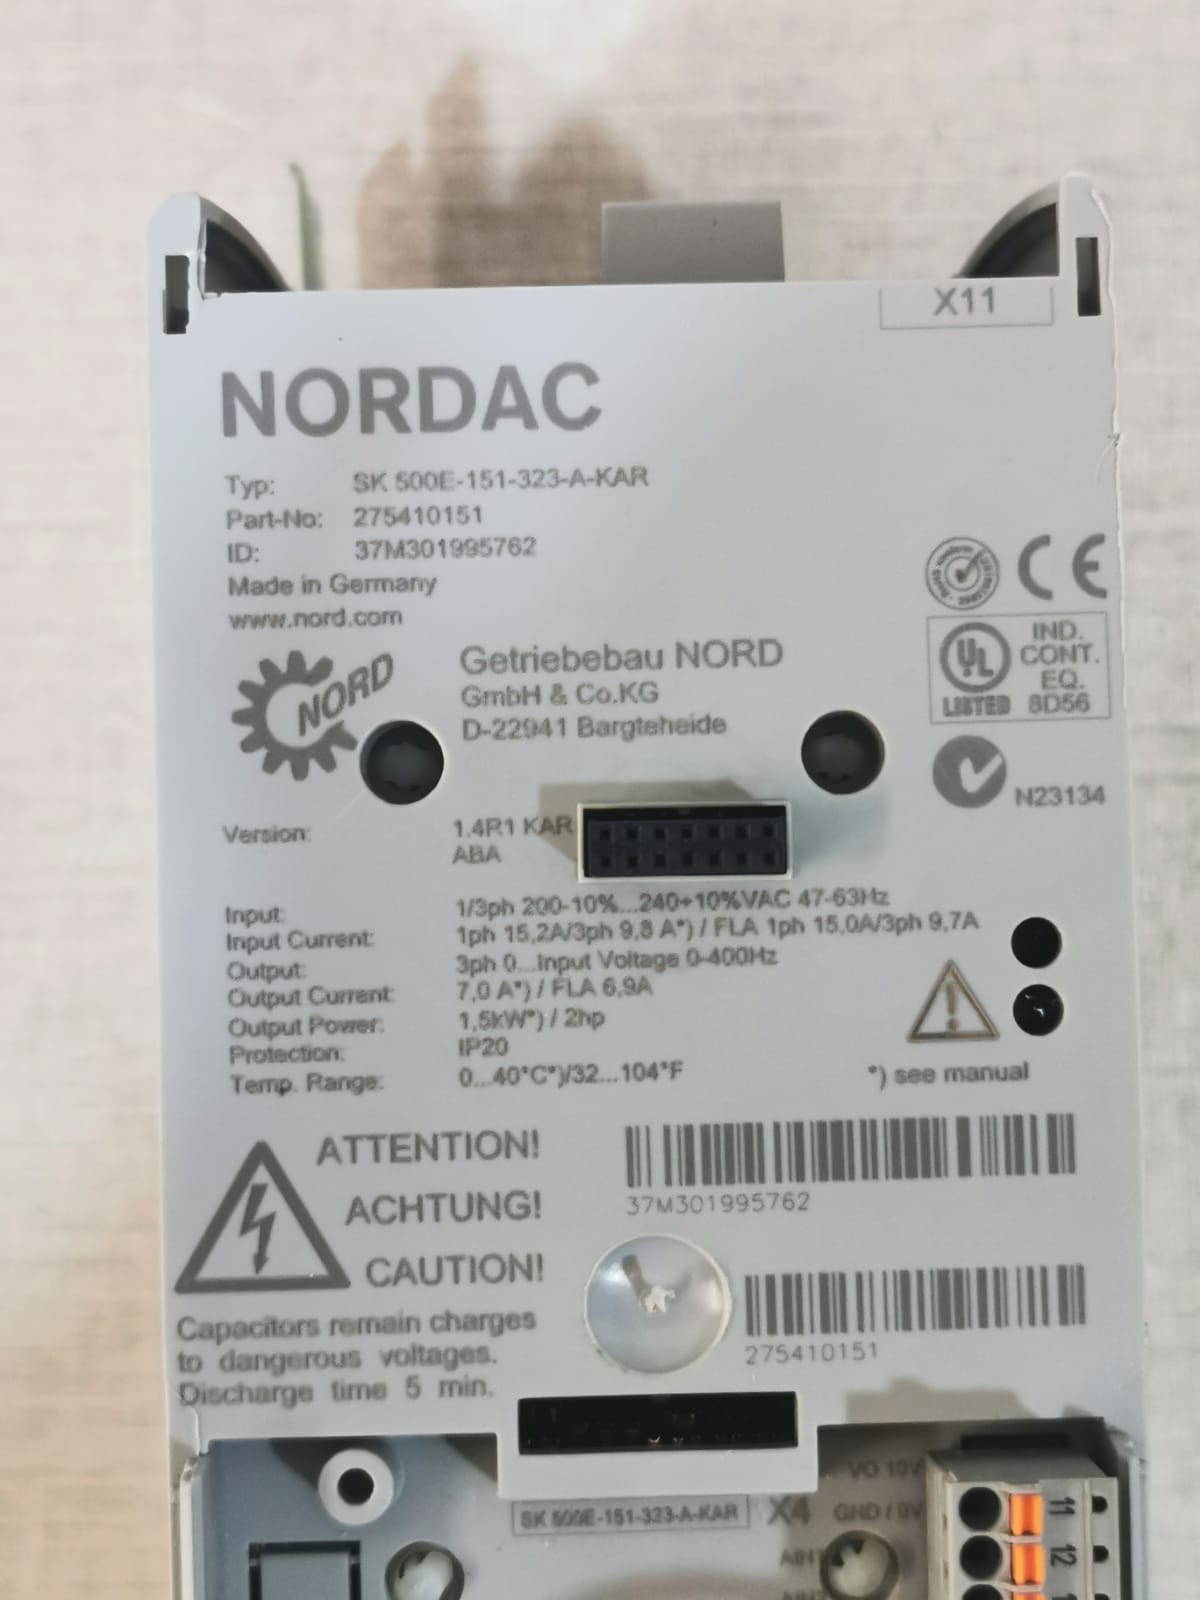 X11
NORDAC
Typ: SK 500E-151-323-A-KAR
Part-No: 275410151
ID: 37M301995762
Made in Germany
www.nord.com
NORD
Getriebebau NORD
GmbH & Co.KG
D-22941 Bargteheide
CE
UL
LISTED
IND.
CONT.
EQ.
8D56
N23134
Version: 1.4R1 KAR
ABA
Input: 1/3ph 200-10%...240+10%VAC 47-63Hz
Input Current: 1ph 15,2A/3ph 9,8 A*) / FLA 1ph 15,0A/3ph 9,7A
Output: 3ph 0...Input Voltage 0-400Hz
Output Current: 7,0 A*) / FLA 6,9A
Output Power: 1,5kW*) / 2hp
Protection: IP20
Temp. Range: 0...40°C*)/32...104°F
*) see manual
ATTENTION!
ACHTUNG!
CAUTION!
Capacitors remain charges
to dangerous voltages.
Discharge time 5 min.
37M301995762
275410151
SK 500E-151-323-A-KAR
X4
VO 10V
GND / 0V
AIN1
11
12